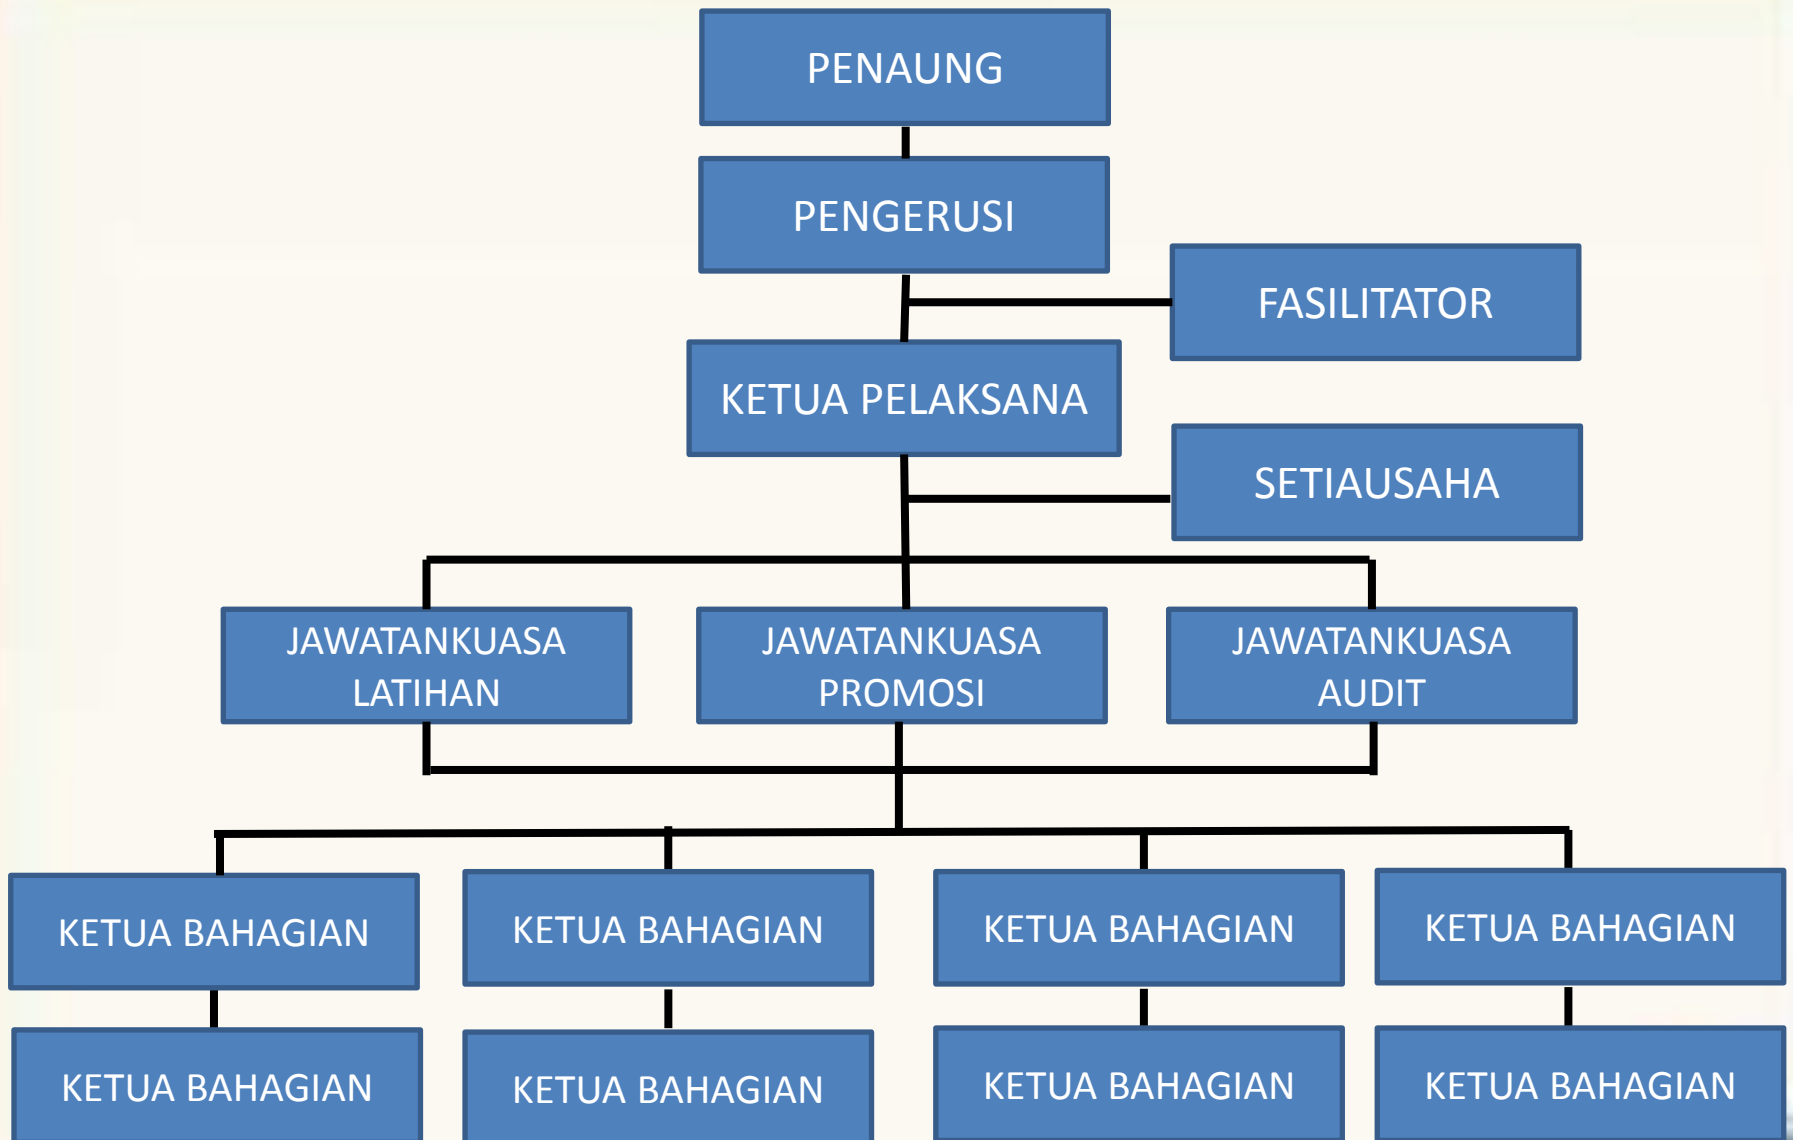 PENAUNG
PENGERUSI
FASILITATOR
KETUA PELAKSANA
SETIAUSAHA
JAWATANKUASA
LATIHAN
JAWATANKUASA
PROMOSI
JAWATANKUASA
AUDIT
KETUA BAHAGIAN
KETUA BAHAGIAN
KETUA BAHAGIAN
KETUA BAHAGIAN
KETUA BAHAGIAN
KETUA BAHAGIAN
KETUA BAHAGIAN
KETUA BAHAGIAN